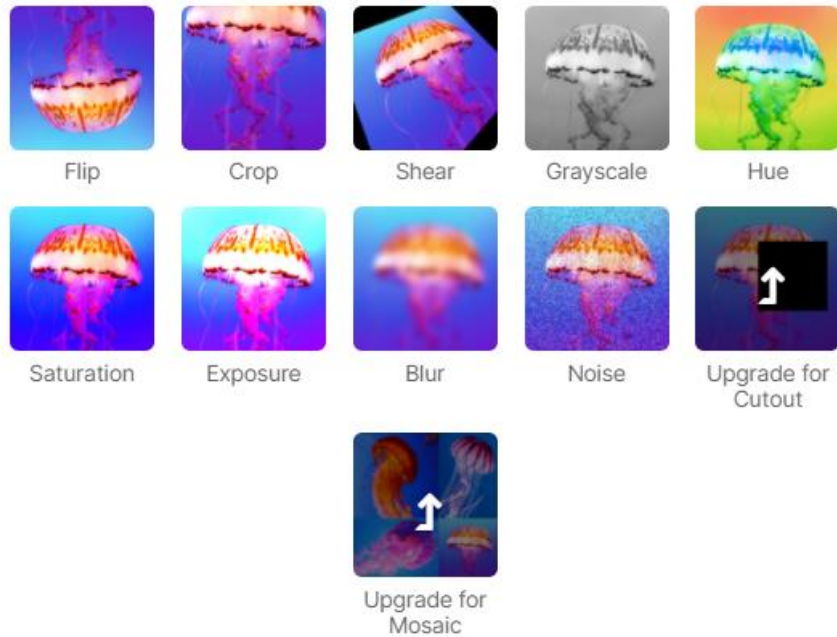 Flip
Crop
Shear
Grayscale
Hue
Saturation
Exposure
Blur
Noise
Upgrade for
Cutout
Upgrade for
Mosaic